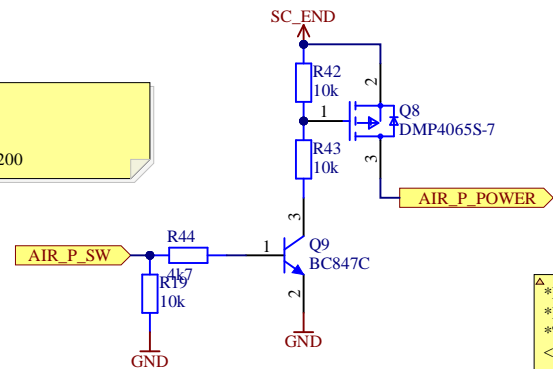 SC_END
R42
10k
2
1
Q8
DMP4065S-7
200
R43
10k
3
AIR_P_POWER
3
R44
Q9
AIR_P_SW
1
BC847C
4k7
R19
10k
2
GND
GND
*
*
*
<